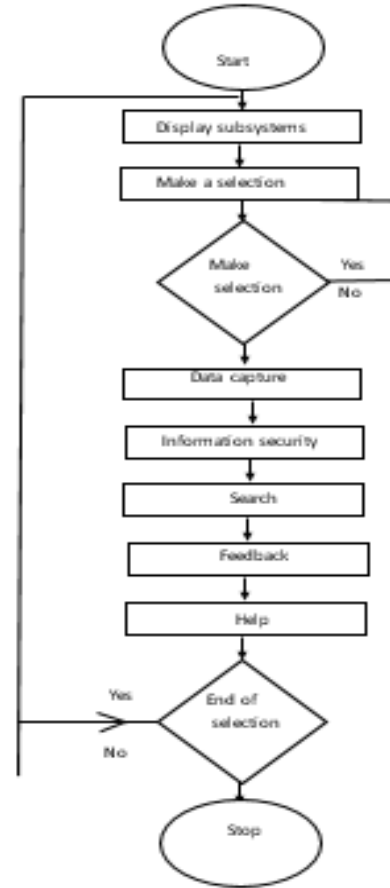 Start
Display subsystems
Make a selection
Make
selection
Yes
No
Data capture
Information security
Search
Feedback
Help
End of
selection
Yes
No
Stop